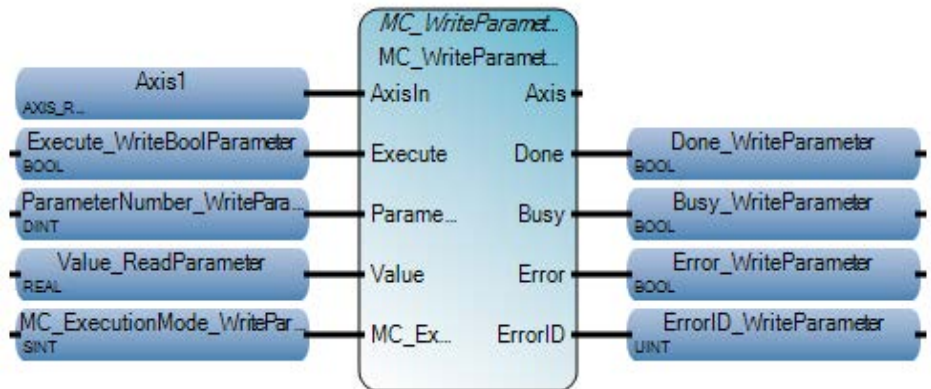 MC_WriteParamet...
MC_WriteParamet...
Axis1
AXIS_R...
AxisIn
Axis
Execute_WriteBoolParameter
BOOL
Execute
Done
Done_WriteParameter
BOOL
ParameterNumber_WritePara...
DINT
Parame...
Busy
Busy_WriteParameter
BOOL
Value_ReadParameter
REAL
Value
Error
Error_WriteParameter
BOOL
MC_ExecutionMode_WritePar...
SINT
MC_Ex...
ErrorID
ErrorID_WriteParameter
UINT